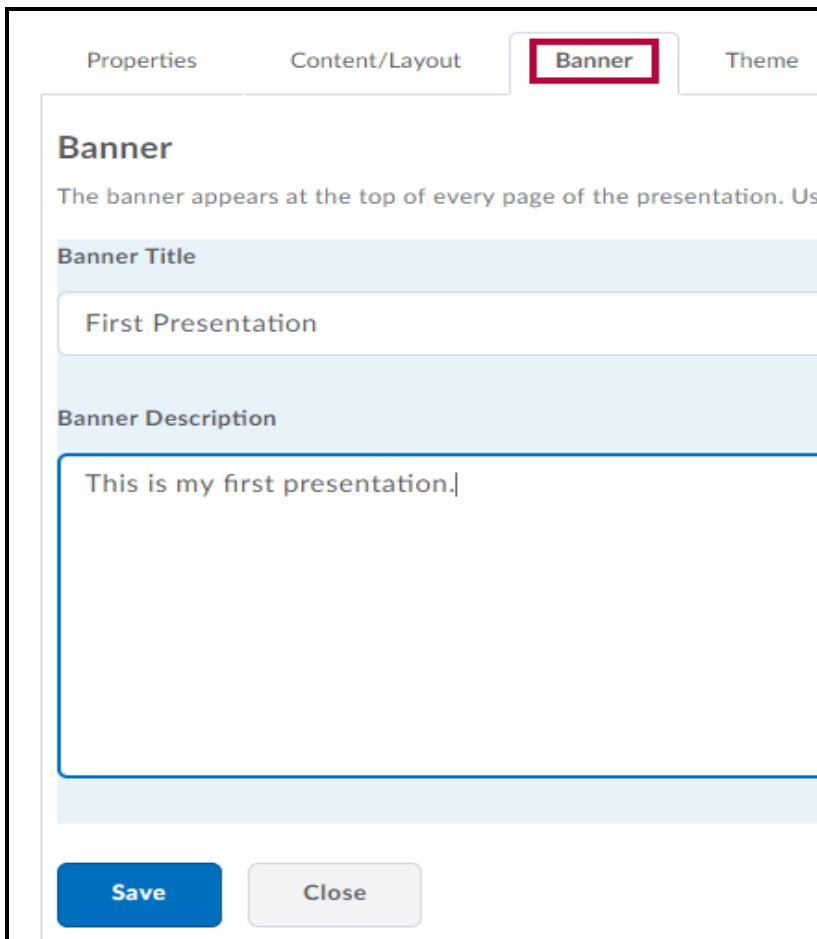 Properties Content/Layout Banner Theme
Banner
The banner appears at the top of every page of the presentation. Us
Banner Title
First Presentation
Banner Description
This is my first presentation.
Save Close